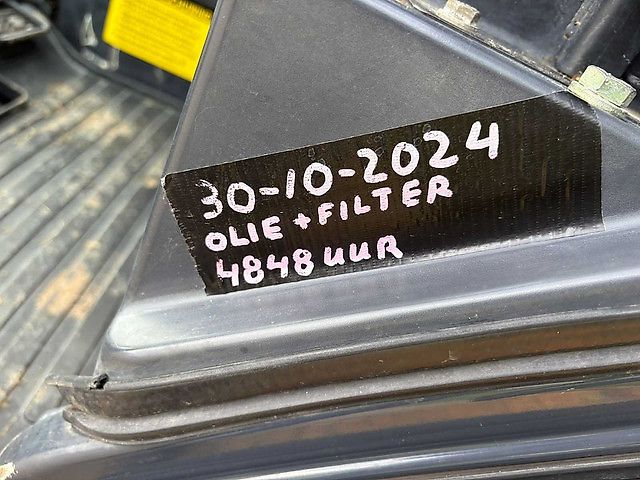 30-10-2024
OLIE + FILTER
4848 UUR